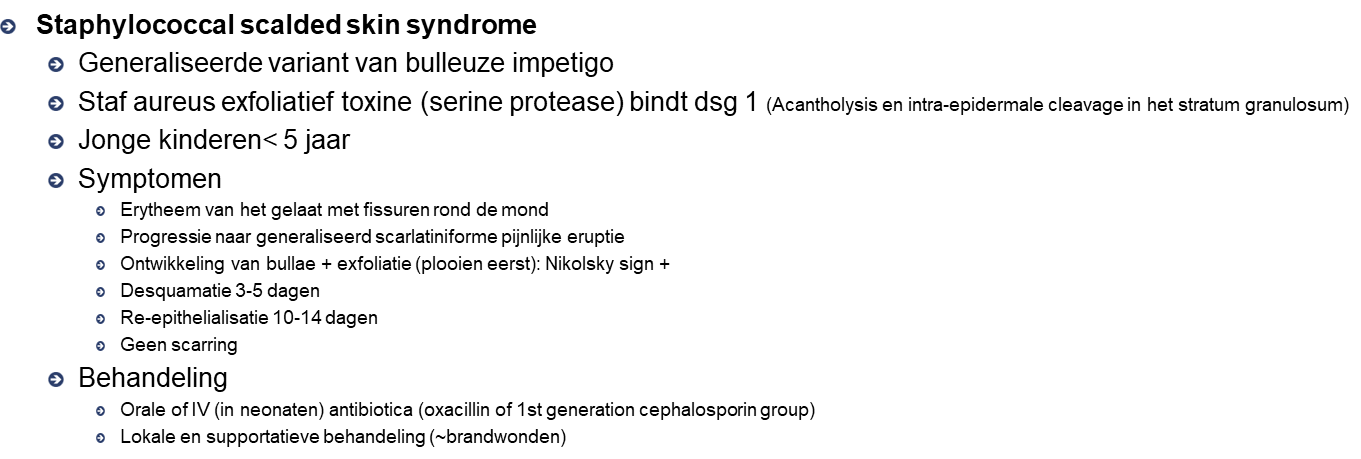 Staphylococcal scalded skin syndrome
Generaliseerde variant van bulleuze impetigo
Staf aureus exfoliatief toxine (serine protease) bindt dsg 1 (Acantholysis en intra-epidermale cleavage in het stratum granulosum)
Jonge kinderen< 5 jaar
Symptomen
Erytheem van het gelaat met fissuren rond de mond
Progressie naar generaliseerd scarlatiniforme pijnlijke eruptie
Ontwikkeling van bullae + exfoliatie (plooien eerst): Nikolsky sign +
Desquamatie 3-5 dagen
Re-epithelialisatie 10-14 dagen
Geen scarring
Behandeling
Orale of IV (in neonaten) antibiotica (oxacillin of 1st generation cephalosporin group)
Lokale en supportatieve behandeling (~brandwonden)